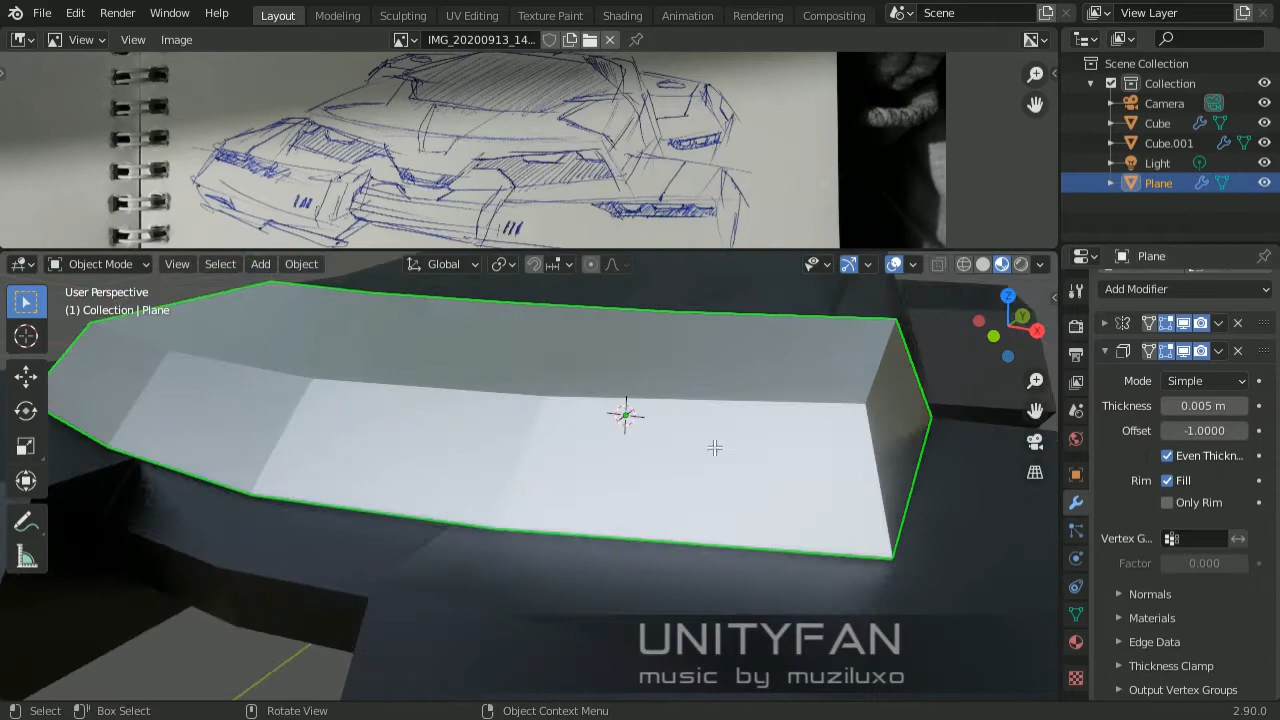 File Edit Render Window Help Layout Modeling Sculpting UV Editing Texture Paint Shading Animation Rendering Compositing Scene View Layer
View View Image IMG_20200913_14...
Scene Collection
Collection
Camera
Cube
Cube.001
Light
Plane
Object Mode View Select Add Object Global
Plane
User Perspective
(1) Collection | Plane
Z
Y
X
Add Modifier
Mode Simple
Thickness 0.005 m
Offset -1.0000
Even Thickn...
Rim: Fill
Only Rim
Vertex G...
Factor 0.000
Normals
Materials
Edge Data
Thickness Clamp
Output Vertex Groups
UNITYFAN
music by muziluxo
Select Box Select Rotate View Object Context Menu 2.90.0